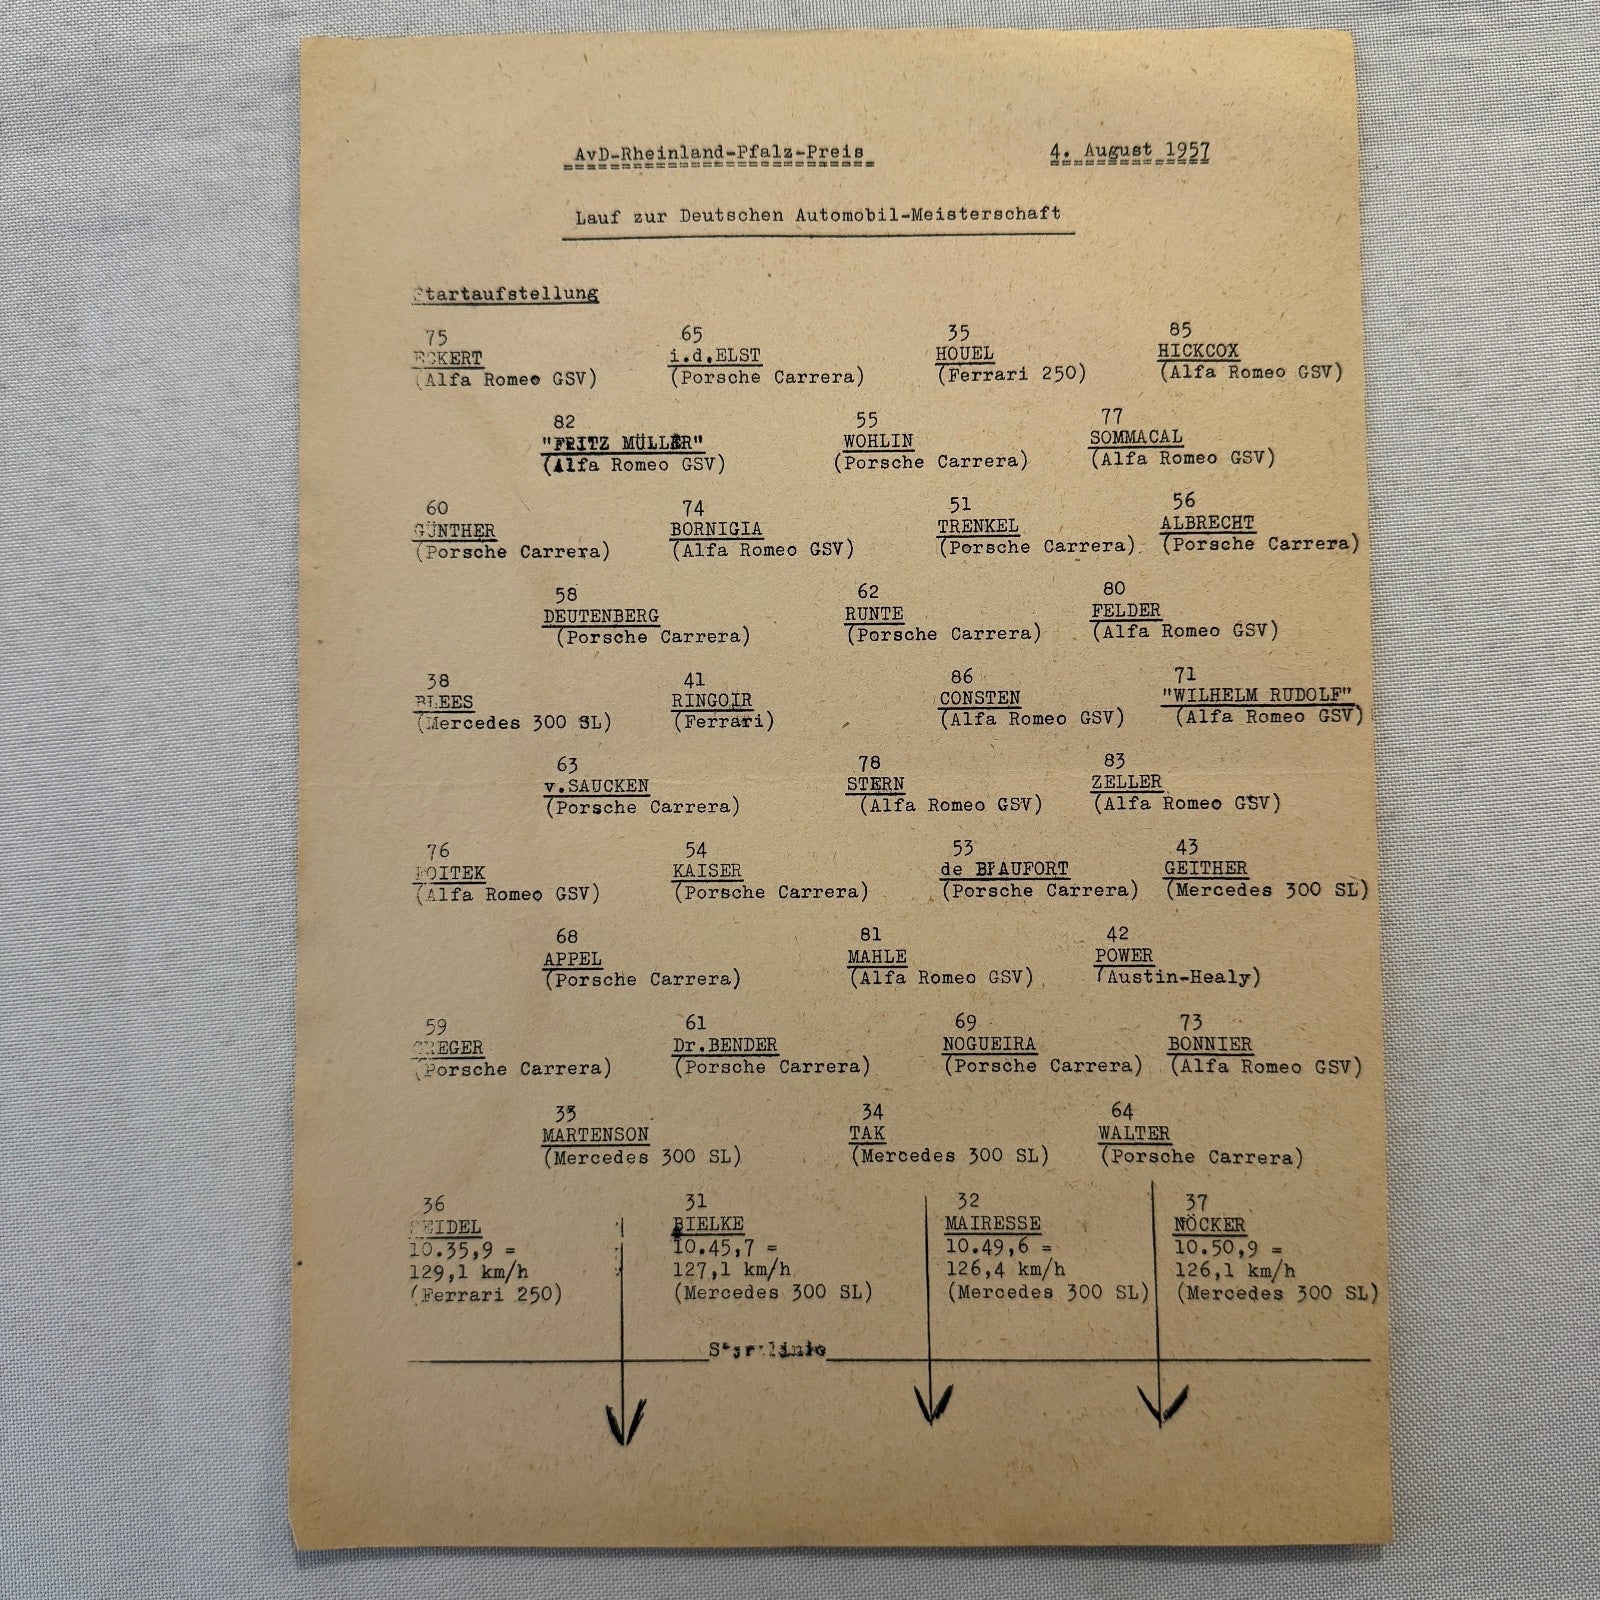 AvD-Rheinland-Pfalz-Preis 4. August 1957
Lauf zur Deutschen Automobil-Meisterschaft
Startaufstellung
75 65 35 85
ECKERT i.d.ELST HOUEL HICKCOX
(Alfa Romeo GSV) (Porsche Carrera) (Ferrari 250) (Alfa Romeo GSV)
82 55 77
"FRITZ MÜLLER" WOHLIN SOMMACAL
(Alfa Romeo GSV) (Porsche Carrera) (Alfa Romeo GSV)
60 74 51 56
GÜNTHER BORNIGIA TRENKEL ALBRECHT
(Porsche Carrera) (Alfa Romeo GSV) (Porsche Carrera) (Porsche Carrera)
58 62 80
DEUTENBERG RUNTE FELDER
(Porsche Carrera) (Porsche Carrera) (Alfa Romeo GSV)
38 41 86 71
BLEES RINGOIR CONSTEN "WILHELM RUDOLF"
(Mercedes 300 SL) (Ferrari) (Alfa Romeo GSV) (Alfa Romeo GSV)
63 78 83
v.SAUCKEN STERN ZELLER
(Porsche Carrera) (Alfa Romeo GSV) (Alfa Romeo GSV)
76 54 53 43
KAISER de BEAUFORT GEITHER
(Alfa Romeo GSV) (Porsche Carrera) (Porsche Carrera) (Mercedes 300 SL)
68 81 42
APPEL MAHLE POWER
(Porsche Carrera) (Alfa Romeo GSV) (Austin-Healy)
59 61 69 73
GREGER Dr.BENDER NOGUEIRA BONNIER
(Porsche Carrera) (Porsche Carrera) (Porsche Carrera) (Alfa Romeo GSV)
33 34 64
MARTENSON TAK WALTER
(Mercedes 300 SL) (Mercedes 300 SL) (Porsche Carrera)
36 31 32 37
SEIDEL BIELKE MAIRESSE NÖCKER
10.35,9 = 10.45,7 = 10.49,6 = 10.50,9 =
129,1 km/h 127,1 km/h 126,4 km/h 126,1 km/h
(Ferrari 250) (Mercedes 300 SL) (Mercedes 300 SL) (Mercedes 300 SL)
Startlinie